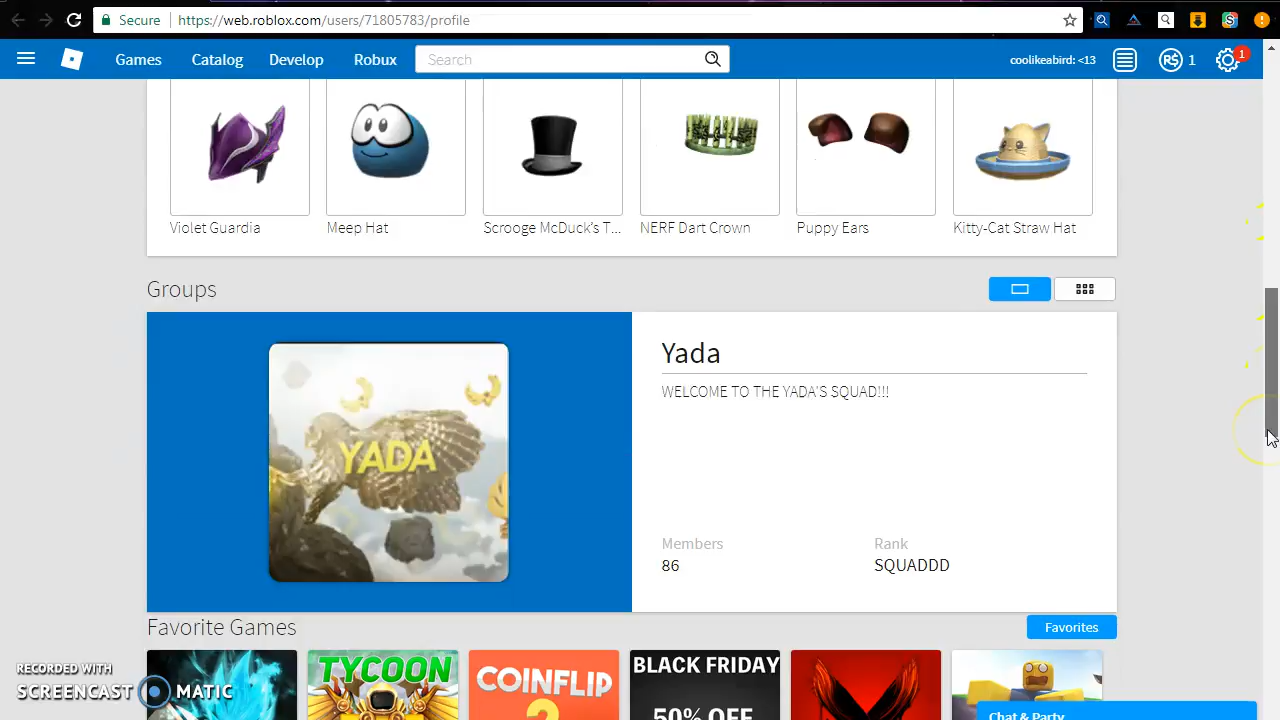 Secure https://web.roblox.com/users/71805783/profile
Games Catalog Develop Robux Search coolikeabird: <13 R$ 1 1
Violet Guardia Meep Hat Scrooge McDuck's T... NERF Dart Crown Puppy Ears Kitty-Cat Straw Hat
Groups
Yada
WELCOME TO THE YADA'S SQUAD!!!
YADA
Members Rank
86 SQUADDD
Favorite Games Favorites
TYCOON COINFLIP BLACK FRIDAY
2 50% OFF
Chat & Party
RECORDED WITH
SCREENCAST MATIC